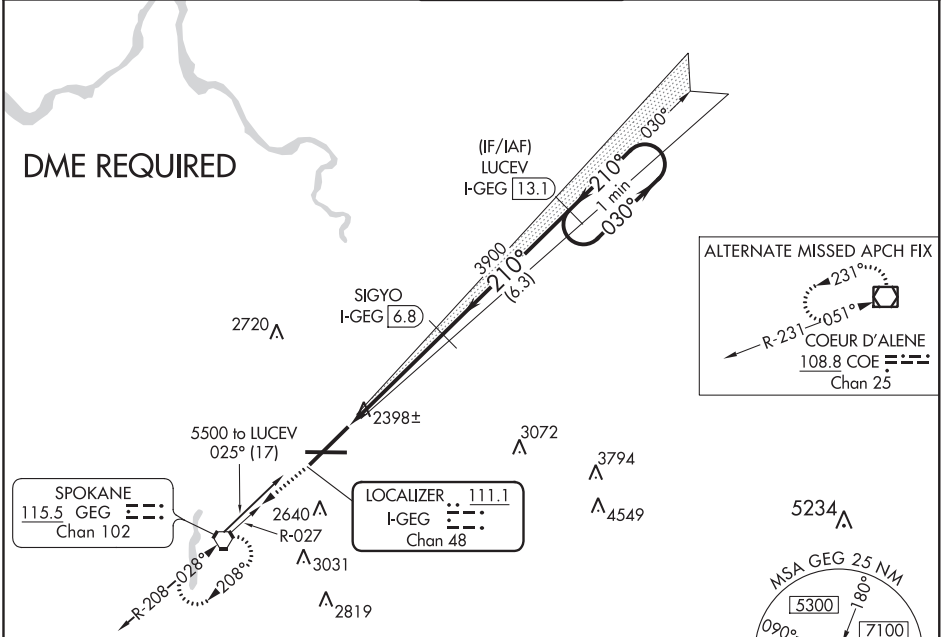 DME REQUIRED
(IF/IAF)
LUCEV
I-GEG 13.1
030°
210°
1 min
030°
3900
210°
(6.3)
SIGYO
I-GEG 6.8
2720
2398±
ALTERNATE MISSED APCH FIX
231°
R-231
051°
COEUR D'ALENE
108.8 COE
Chan 25
5500 to LUCEV
025° (17)
3072
3794
4549
5234
SPOKANE
115.5 GEG
Chan 102
LOCALIZER 111.1
I-GEG
Chan 48
2640
R-027
3031
2819
R-208
028°
208°
MSA GEG 25 NM
5300
180°
090°
7100